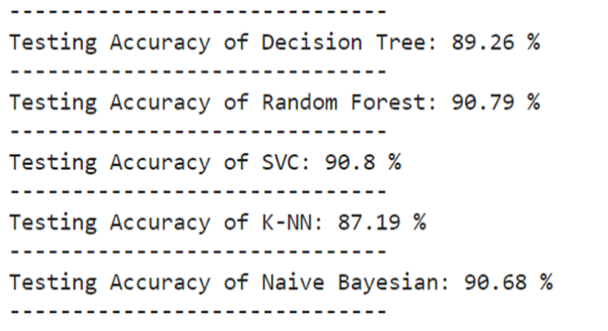 ------------------------------
Testing Accuracy of Decision Tree: 89.26 %
------------------------------
Testing Accuracy of Random Forest: 90.79 %
------------------------------
Testing Accuracy of SVC: 90.8 %
------------------------------
Testing Accuracy of K-NN: 87.19 %
------------------------------
Testing Accuracy of Naive Bayesian: 90.68 %
------------------------------